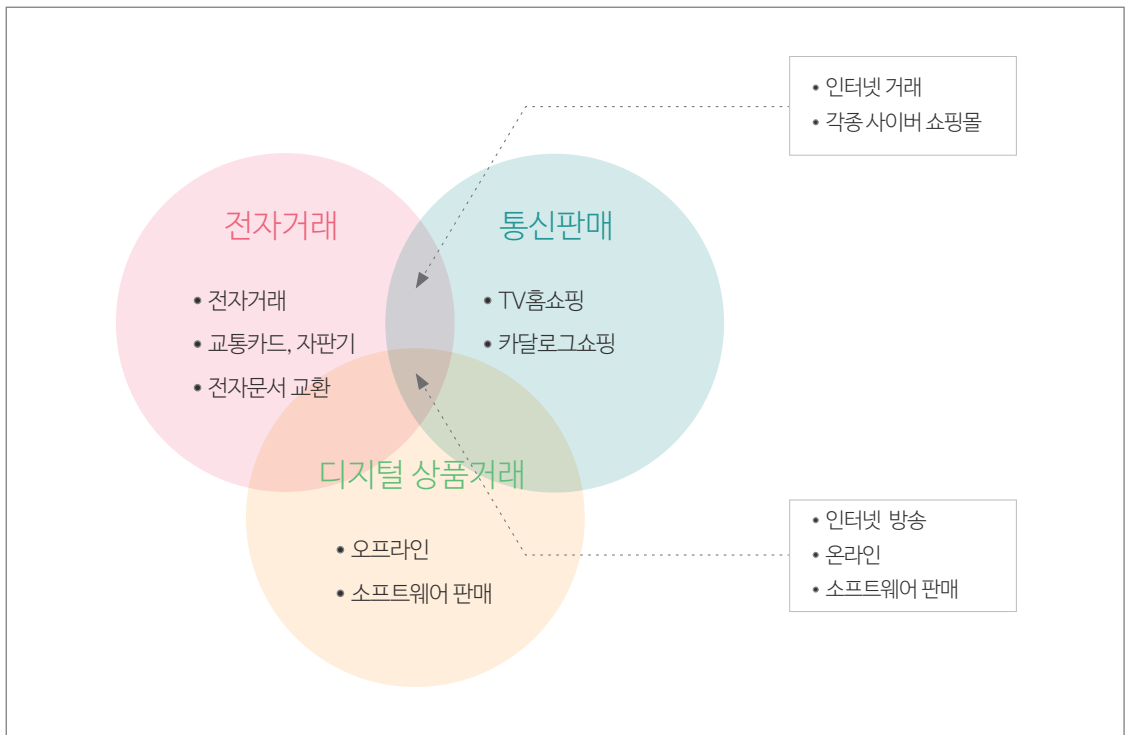 • 인터넷 거래
• 각종 사이버 쇼핑몰
전자거래
• 전자거래
• 교통카드, 자판기
• 전자문서 교환
통신판매
• TV홈쇼핑
• 카달로그쇼핑
디지털 상품거래
• 오프라인
• 소프트웨어 판매
• 인터넷 방송
• 온라인
• 소프트웨어 판매